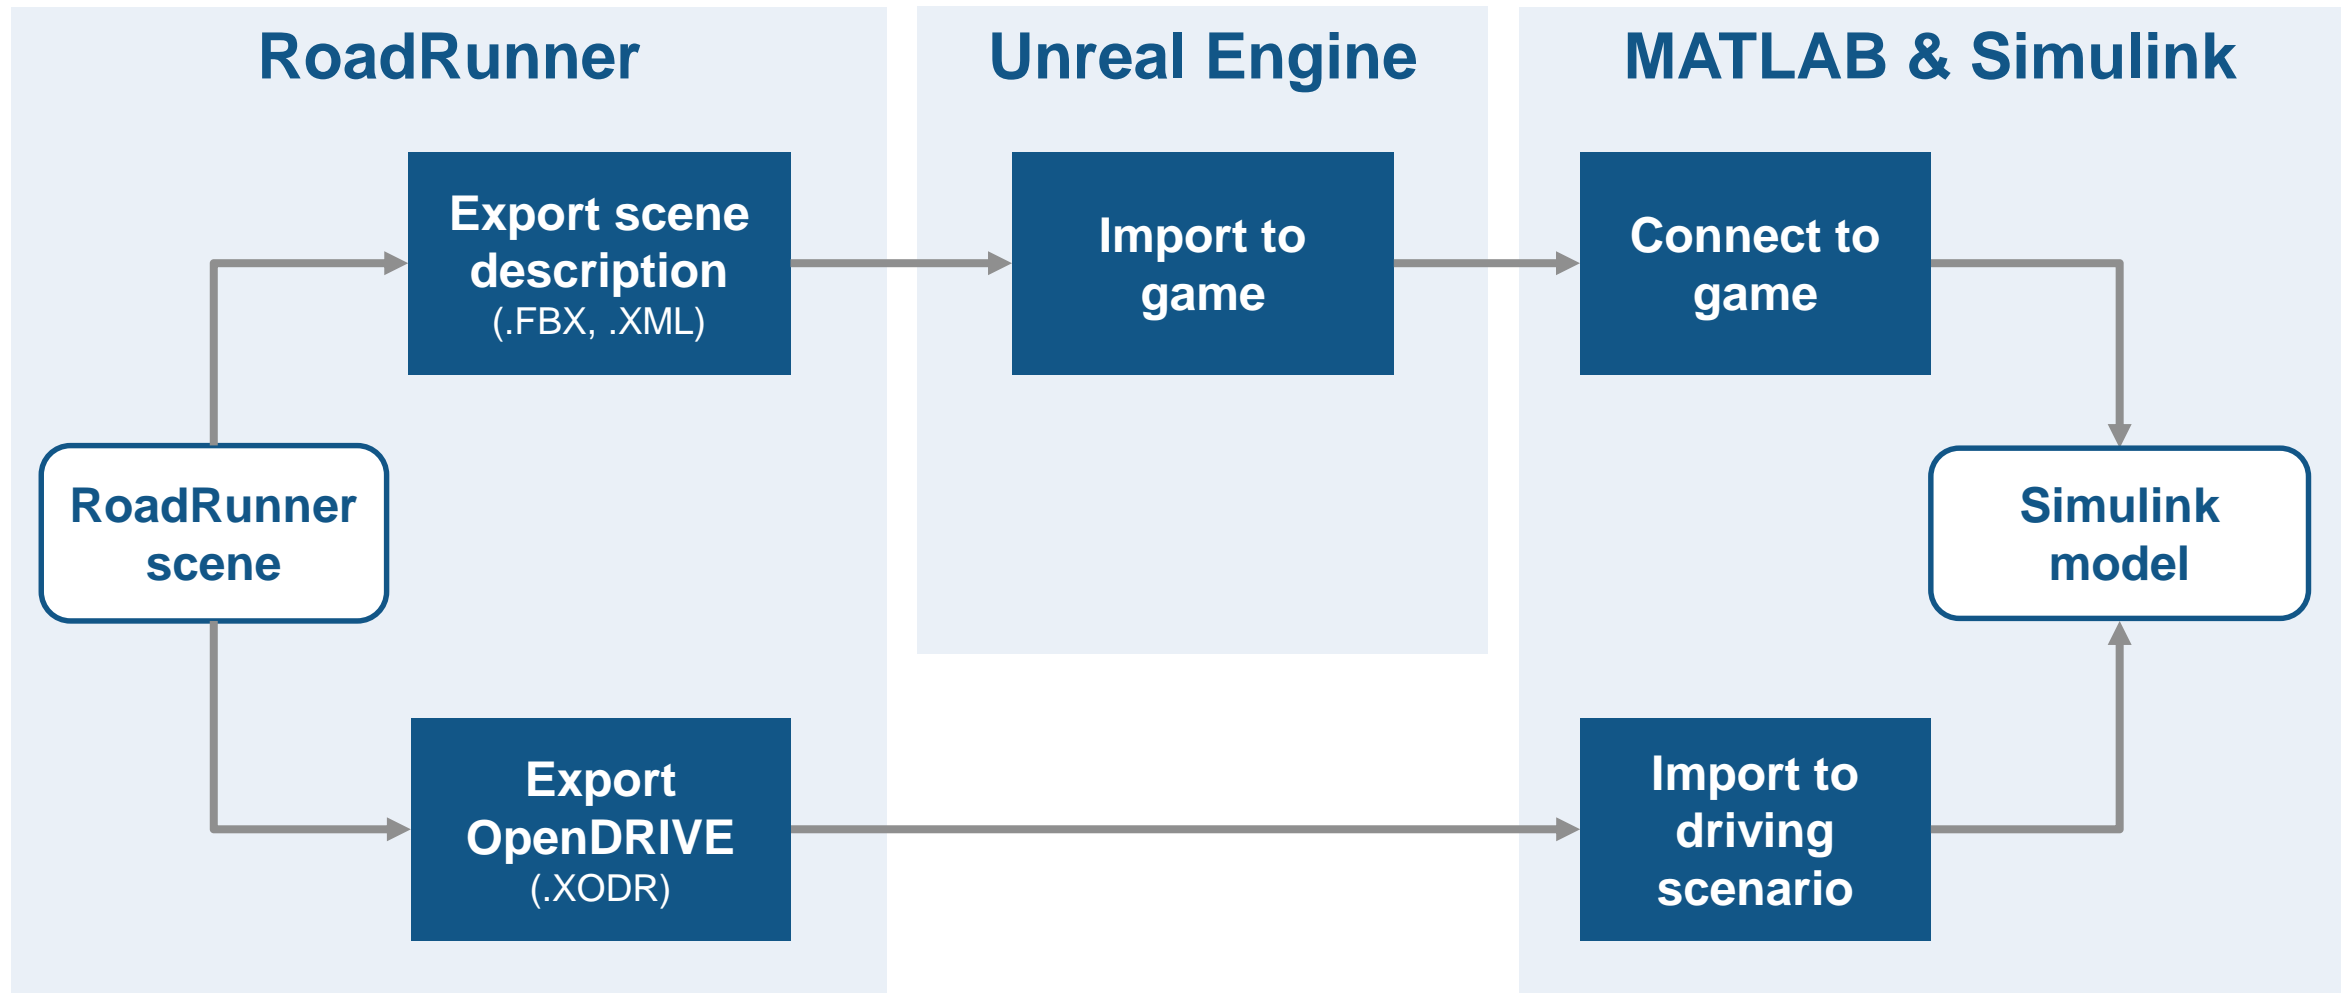 RoadRunner
Unreal Engine
MATLAB & Simulink
Export scene
description
(.FBX, .XML)
Import to
game
Connect to
game
RoadRunner
scene
Simulink
model
Export
OpenDRIVE
(.XODR)
Import to
driving
scenario